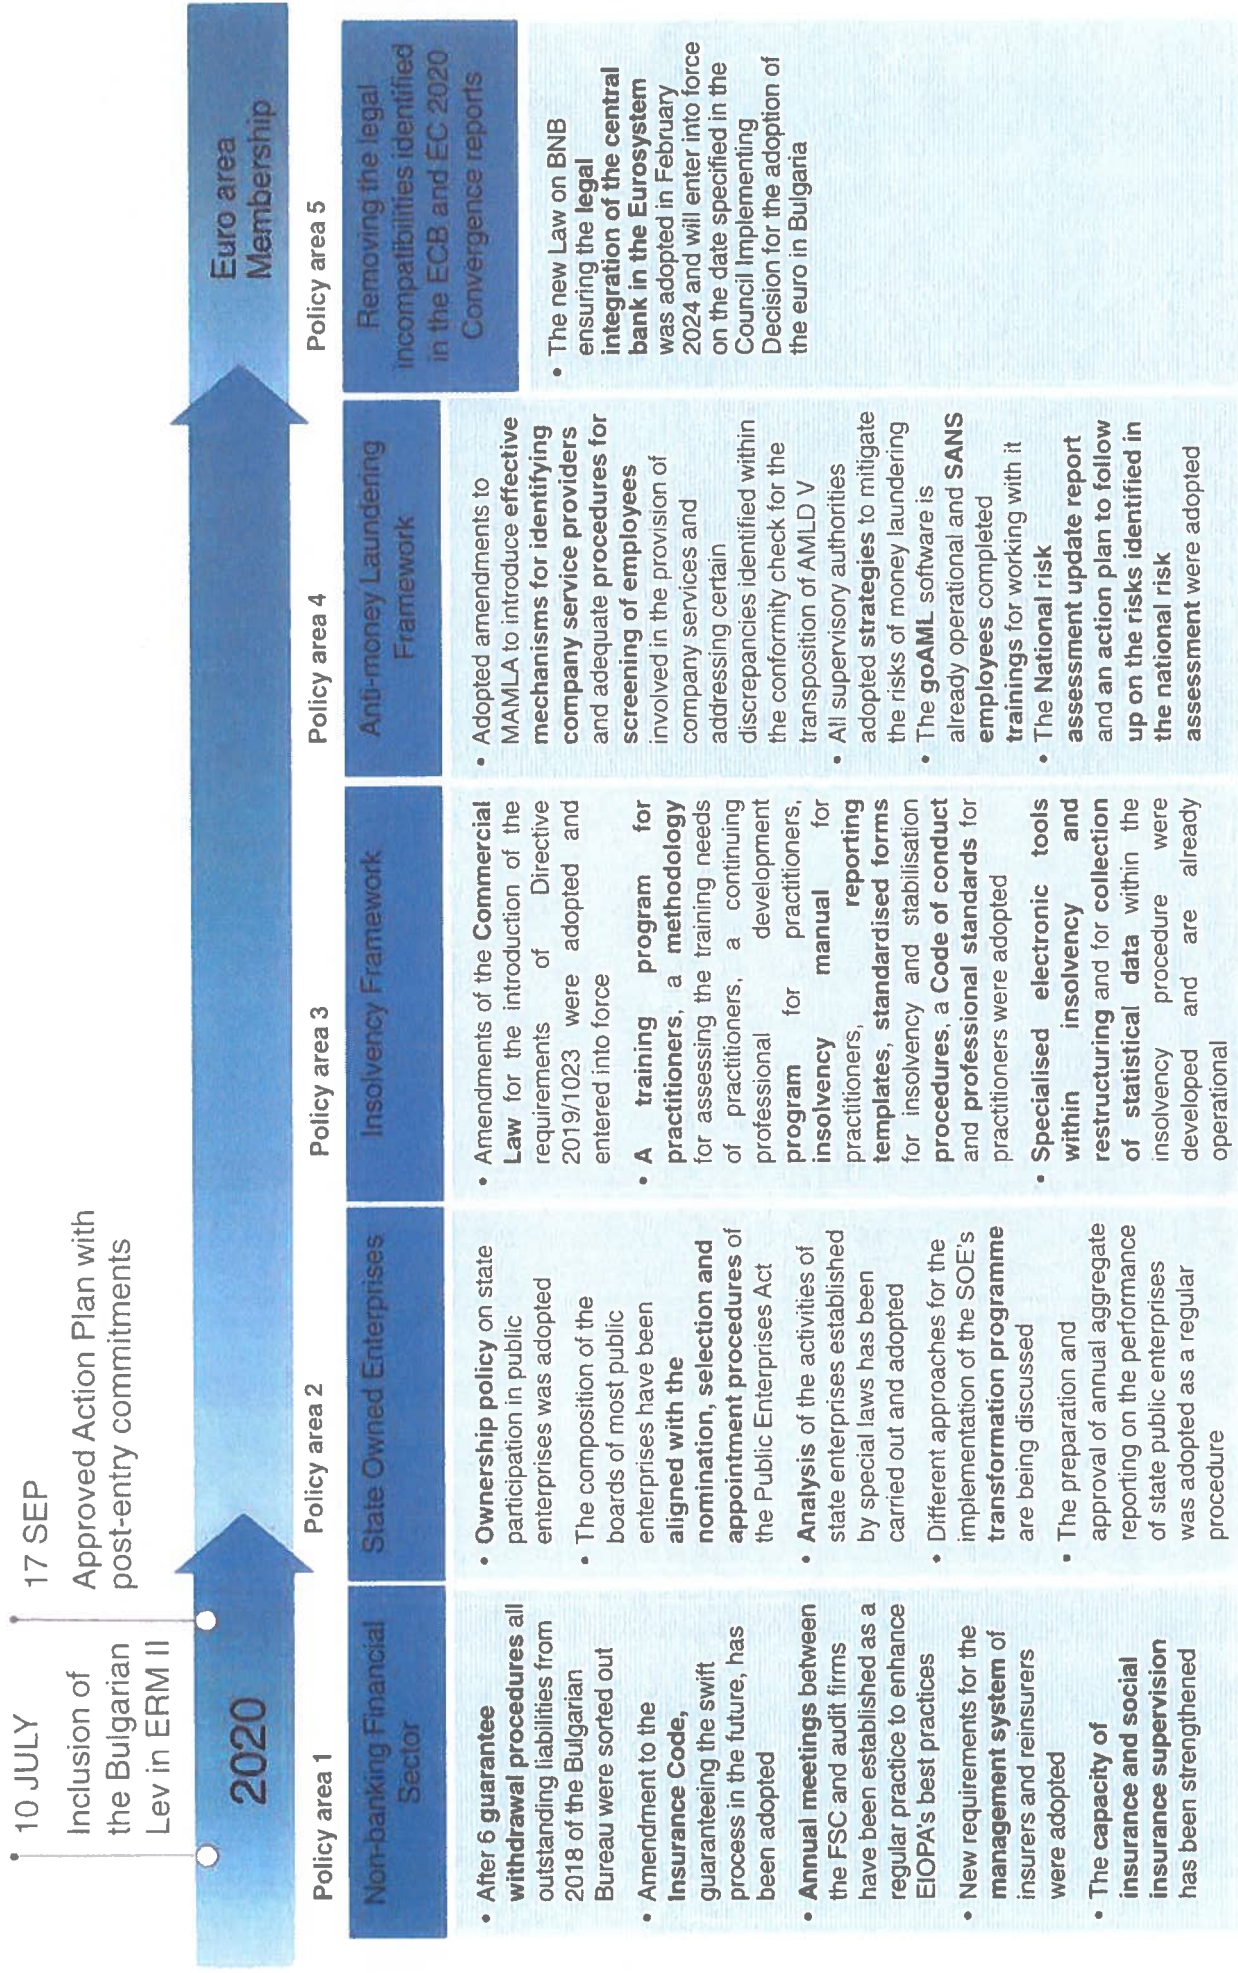 10 JULY
Inclusion of
the Bulgarian
Lev in ERM II
17 SEP
Approved Action Plan with
post-entry commitments
2020
Euro area
Membership
Policy area 1
Non-banking Financial
Sector
• After 6 guarantee
withdrawal procedures all
outstanding liabilities from
2018 of the Bulgarian
Bureau were sorted out
• Amendment to the
Insurance Code,
guaranteeing the swift
process in the future, has
been adopted
• Annual meetings between
the FSC and audit firms
have been established as a
regular practice to enhance
EIOPA's best practices
• New requirements for the
management system of
insurers and reinsurers
were adopted
• The capacity of
insurance and social
insurance supervision
has been strengthened
Policy area 2
State Owned Enterprises
• Ownership policy on state
participation in public
enterprises was adopted
• The composition of the
boards of most public
enterprises have been
aligned with the
nomination, selection and
appointment procedures of
the Public Enterprises Act
• Analysis of the activities of
state enterprises established
by special laws has been
carried out and adopted
• Different approaches for the
implementation of the SOE's
transformation programme
are being discussed
• The preparation and
approval of annual aggregate
reporting on the performance
of state public enterprises
was adopted as a regular
procedure
Policy area 3
Insolvency Framework
• Amendments of the Commercial
Law for the introduction of the
requirements of Directive
2019/1023 were adopted and
entered into force
• A training program for
practitioners, a methodology
for assessing the training needs
of practitioners, a continuing
professional development
program for practitioners,
insolvency manual for
practitioners, reporting
templates, standardised forms
for insolvency and stabilisation
procedures, a Code of conduct
and professional standards for
practitioners were adopted
• Specialised electronic tools
within insolvency and
restructuring and for collection
of statistical data within the
insolvency procedure were
developed and are already
operational
Policy area 4
Anti-money Laundering
Framework
• Adopted amendments to
MAMLA to introduce effective
mechanisms for identifying
company service providers
and adequate procedures for
screening of employees
involved in the provision of
company services and
addressing certain
discrepancies identified within
the conformity check for the
transposition of AMLD V
• All supervisory authorities
adopted strategies to mitigate
the risks of money laundering
• The goAML software is
already operational and SANS
employees completed
trainings for working with it
• The National risk
assessment update report
and an action plan to follow
up on the risks identified in
the national risk
assessment were adopted
Policy area 5
Removing the legal
incompatibilities identified
in the ECB and EC 2020
Convergence reports
• The new Law on BNB
ensuring the legal
integration of the central
bank in the Eurosystem
was adopted in February
2024 and will enter into force
on the date specified in the
Council Implementing
Decision for the adoption of
the euro in Bulgaria